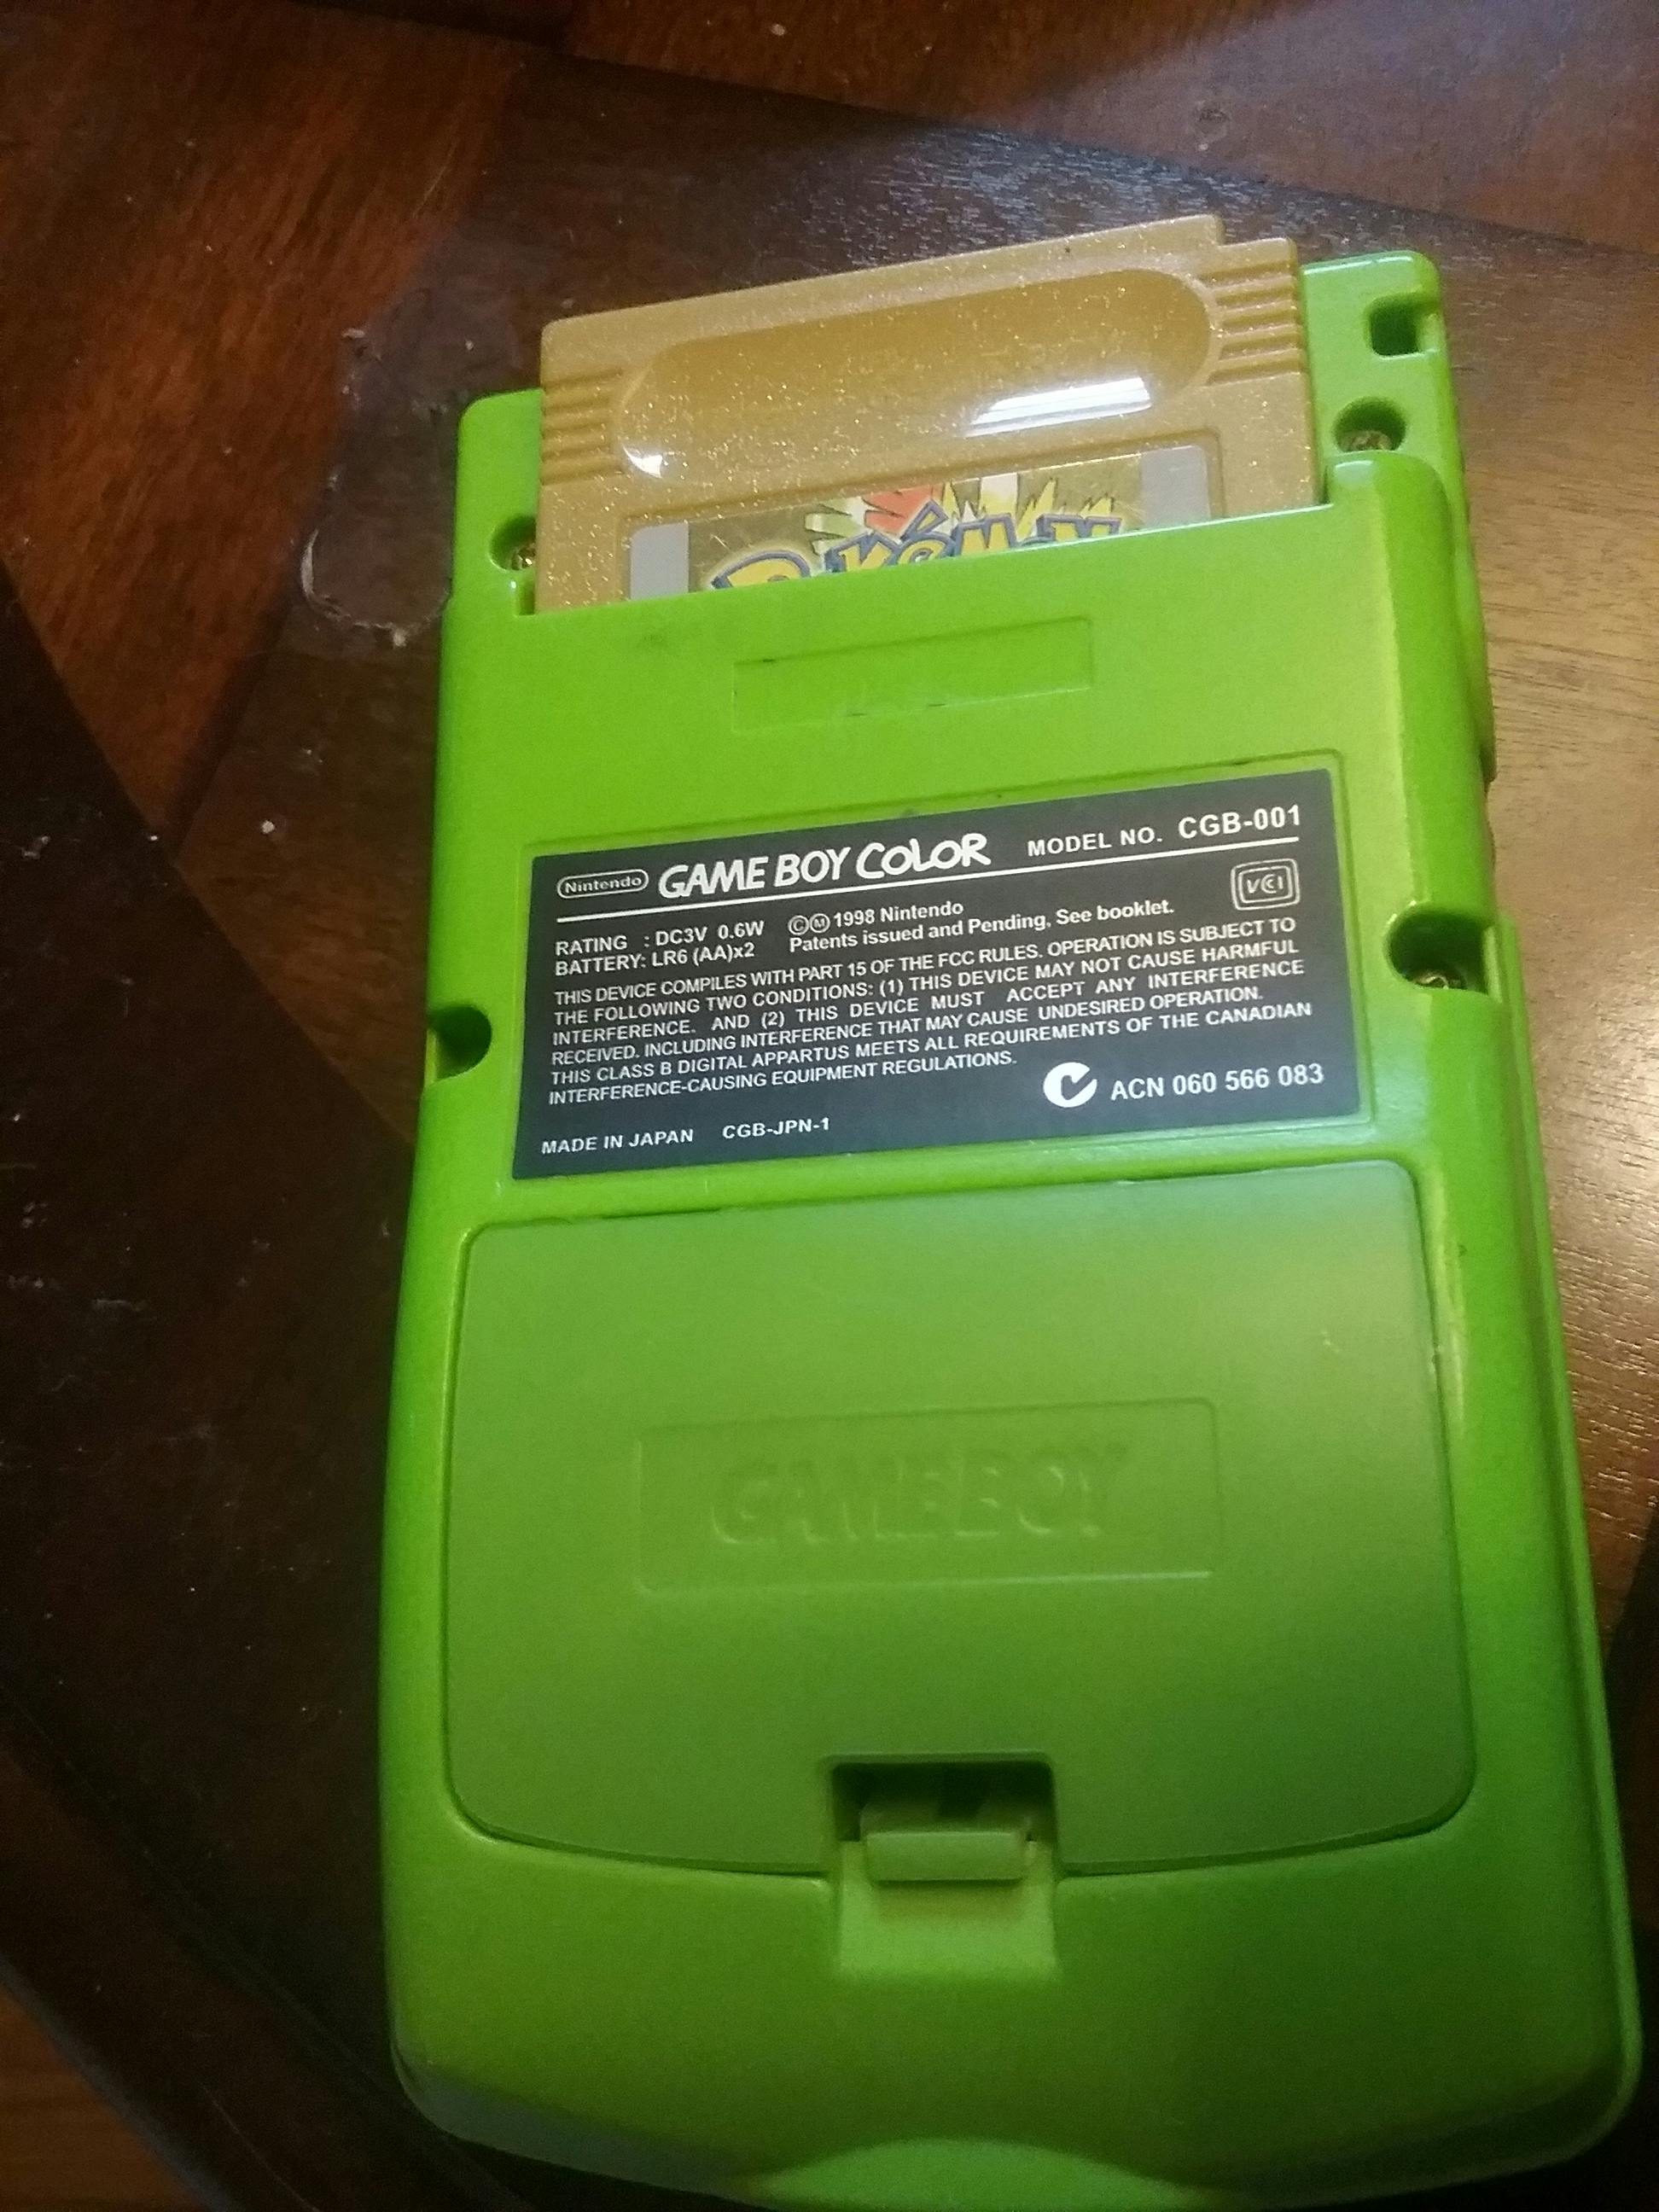 Pokémon
Nintendo GAME BOY COLOR MODEL NO. CGB-001
RATING : DC3V 0.6W ©Ⓜ 1998 Nintendo VCI
BATTERY: LR6 (AA)x2 Patents issued and Pending, See booklet.
THIS DEVICE COMPILES WITH PART 15 OF THE FCC RULES. OPERATION IS SUBJECT TO
THE FOLLOWING TWO CONDITIONS: (1) THIS DEVICE MAY NOT CAUSE HARMFUL
INTERFERENCE. AND (2) THIS DEVICE MUST ACCEPT ANY INTERFERENCE
RECEIVED. INCLUDING INTERFERENCE THAT MAY CAUSE UNDESIRED OPERATION.
THIS CLASS B DIGITAL APPARTUS MEETS ALL REQUIREMENTS OF THE CANADIAN
INTERFERENCE-CAUSING EQUIPMENT REGULATIONS.
ACN 060 566 083
MADE IN JAPAN CGB-JPN-1
GAME BOY